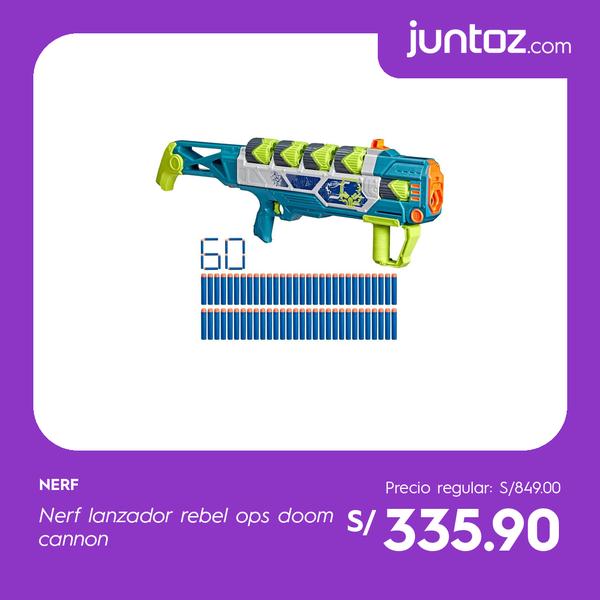 juntoz.com
60
NERF
Nerf lanzador rebel ops doom
cannon
Precio regular: S/849.00
S/ 335.90